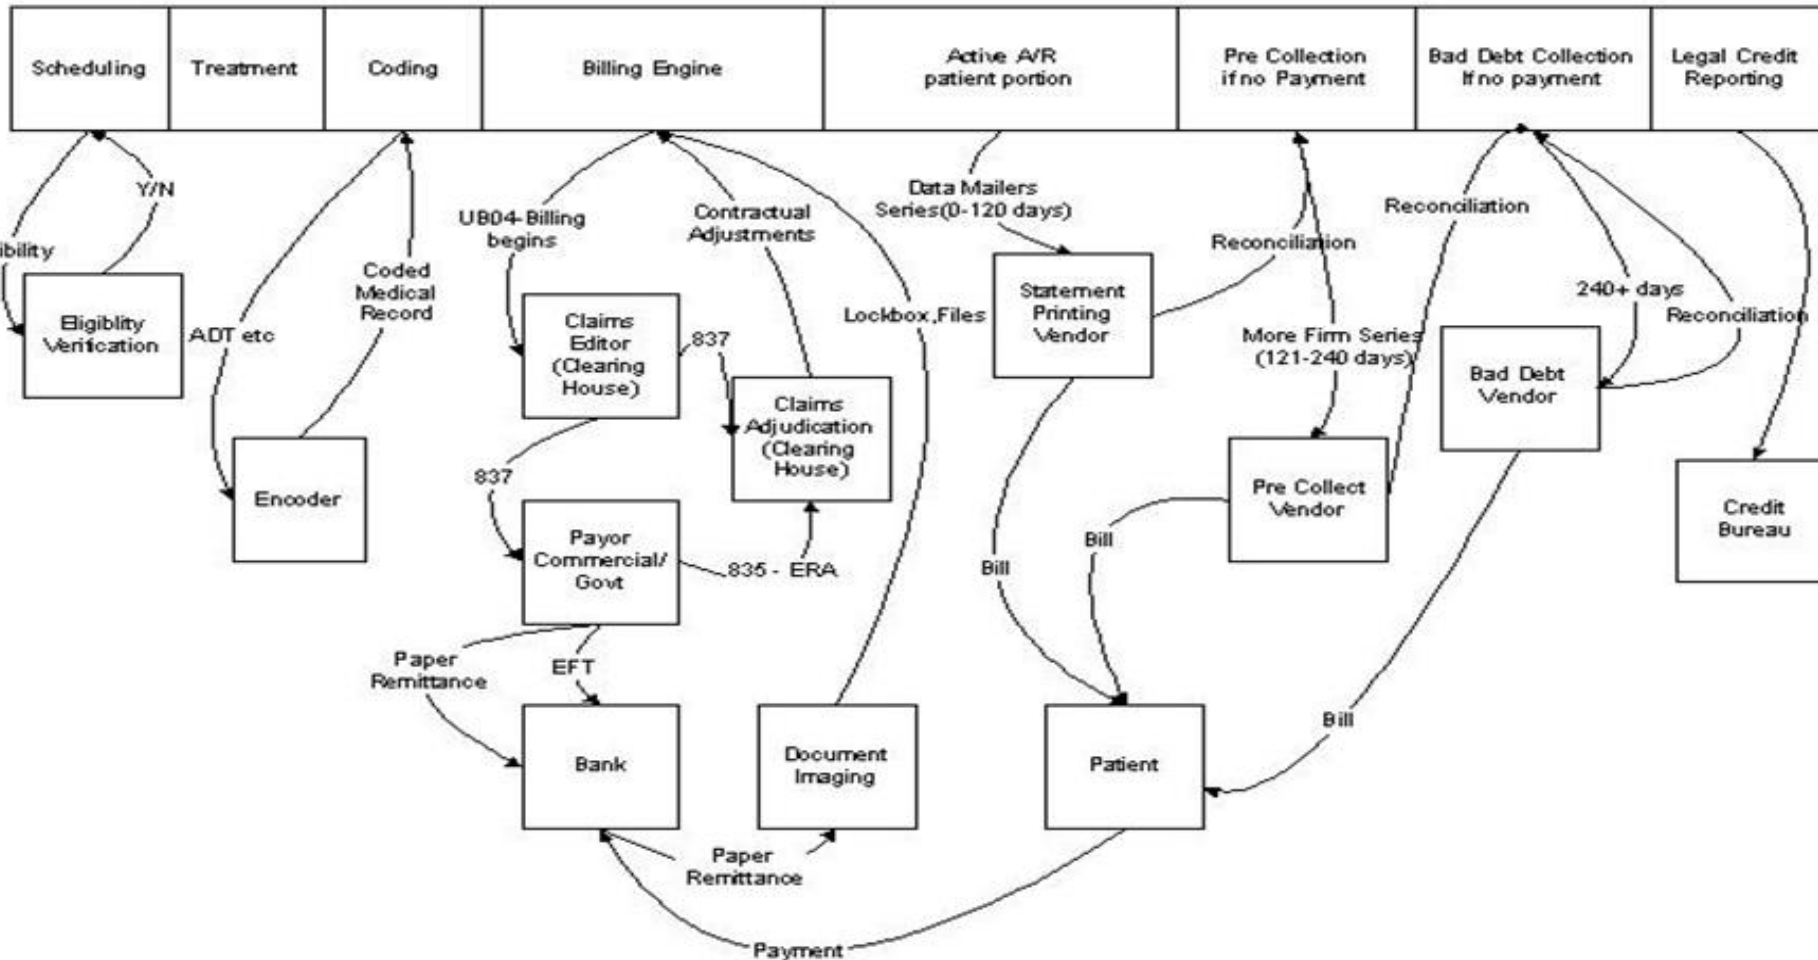 Scheduling
Treatment
Coding
Billing Engine
Active A/R
patient portion
Pre Collection
if no Payment
Bad Debt Collection
If no payment
Legal Credit
Reporting
Y/N
ibility
Eligiblity
Verification
ADT etc
Coded
Medical
Record
Encoder
UB04-Billing
begins
Contractual
Adjustments
Claims
Editor
(Clearing
House)
837
Claims
Adjudication
(Clearing
House)
837
Payor
Commercial/
Govt
835 - ERA
Paper
Remittance
EFT
Bank
Document
Imaging
Paper
Remittance
Lockbox,Files
Data Mailers
Series(0-120 days)
Statement
Printing
Vendor
Reconciliation
More Firm Series
(121-240 days)
Reconciliation
240+ days
Reconciliation
Bad Debt
Vendor
Pre Collect
Vendor
Credit
Bureau
Bill
Bill
Bill
Patient
Payment